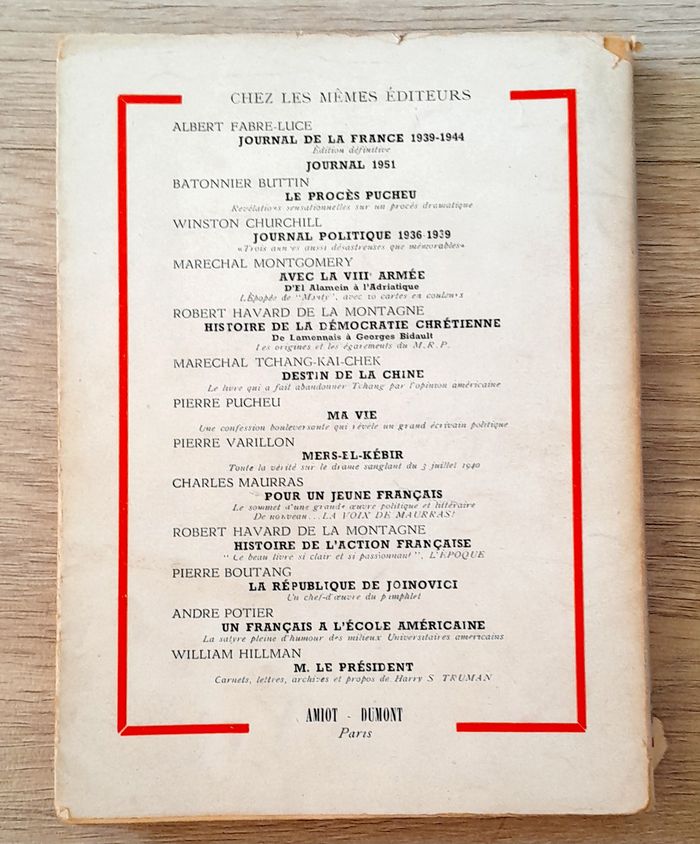 CHEZ LES MÊMES ÉDITEURS
ALBERT FABRE-LUCE
JOURNAL DE LA FRANCE 1939-1944
Édition définitive
JOURNAL 1951
BATONNIER BUTTIN
LE PROCÈS PUCHEU
Révélations sensationnelles sur un procès dramatique
WINSTON CHURCHILL
JOURNAL POLITIQUE 1936-1939
«Trois années aussi désastreuses que mémorables»
MARECHAL MONTGOMERY
AVEC LA VIIIe ARMÉE
D'El Alamein à l'Adriatique
L'Épopée de "Monty", avec 10 cartes en couleurs
ROBERT HAVARD DE LA MONTAGNE
HISTOIRE DE LA DÉMOCRATIE CHRÉTIENNE
De Lamennais à Georges Bidault
Les origines et les égarements du M.R.P.
MARECHAL TCHANG-KAI-CHEK
DESTIN DE LA CHINE
Le livre qui a fait abandonner Tchang par l'opinion américaine
PIERRE PUCHEU
MA VIE
Une confession bouleversante qui révèle un grand écrivain politique
PIERRE VARILLON
MERS-EL-KÉBIR
Toute la vérité sur le drame sanglant du 3 juillet 1940
CHARLES MAURRAS
POUR UN JEUNE FRANÇAIS
Le sommet d'une grande œuvre politique et littéraire
De nouveau... LA VOIX DE MAURRAS!
ROBERT HAVARD DE LA MONTAGNE
HISTOIRE DE L'ACTION FRANÇAISE
"Ce beau livre si clair et si passionnant", L'ÉPOQUE
PIERRE BOUTANG
LA RÉPUBLIQUE DE JOINOVICI
Un chef-d'œuvre du pamphlet
ANDRE POTIER
UN FRANÇAIS A L'ÉCOLE AMÉRICAINE
La satyre pleine d'humour des milieux Universitaires américains
WILLIAM HILLMAN
M. LE PRÉSIDENT
Carnets, lettres, archives et propos de Harry S TRUMAN
AMIOT - DUMONT
Paris